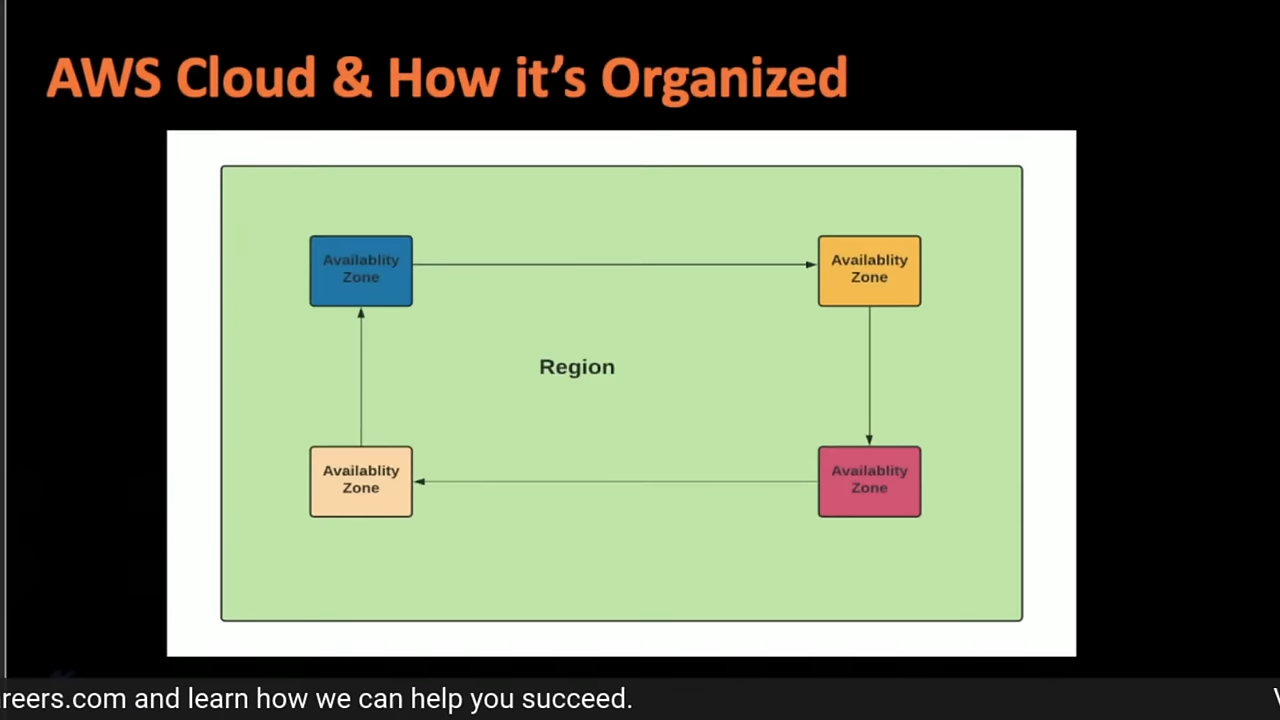 AWS Cloud & How it’s Organized
Availablity
Zone
Availablity
Zone
Region
Availablity
Zone
Availablity
Zone
reers.com and learn how we can help you succeed.